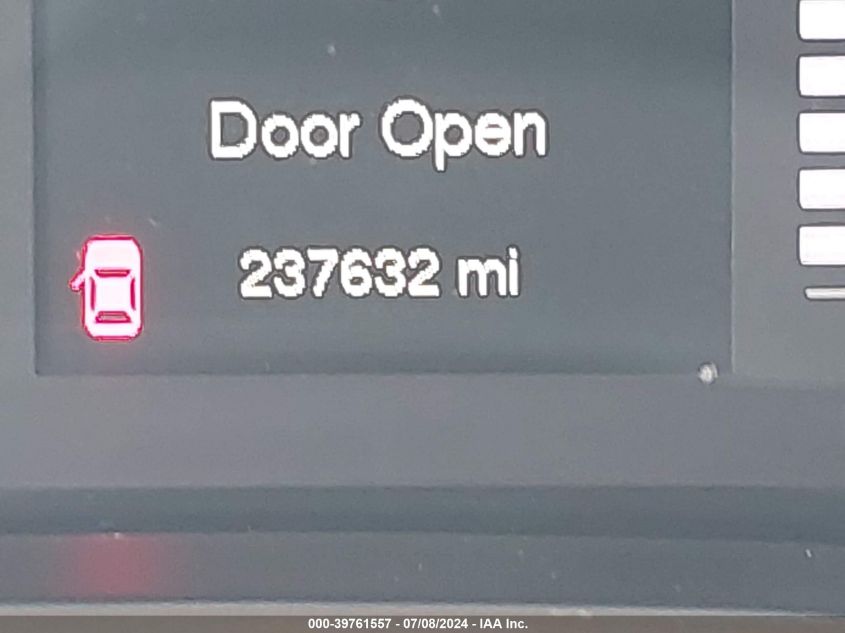 Door Open
237632 mi
000-39761557 - 07/08/2024 - IAA Inc.